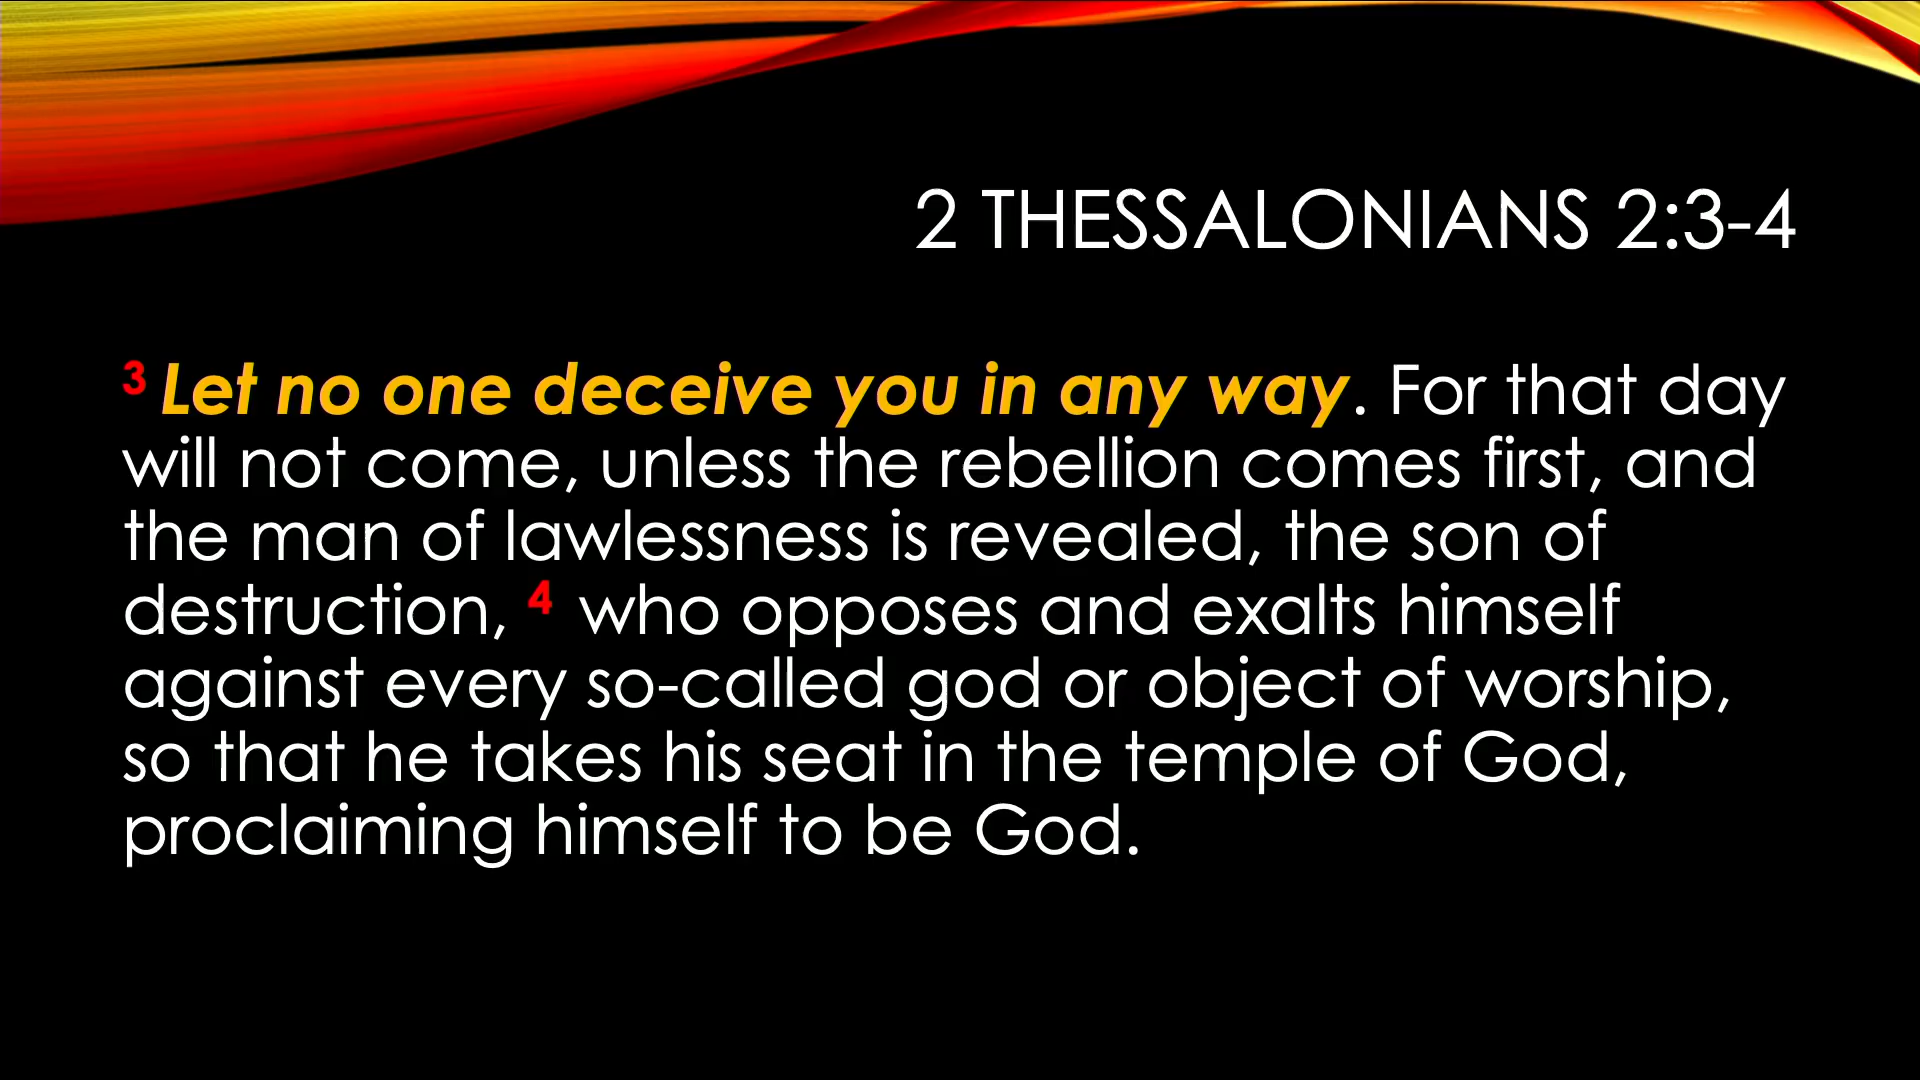 2 THESSALONIANS 2:3-4
3 Let no one deceive you in any way. For that day
will not come, unless the rebellion comes first, and
the man of lawlessness is revealed, the son of
destruction, 4 who opposes and exalts himself
against every so-called god or object of worship,
so that he takes his seat in the temple of God,
proclaiming himself to be God.